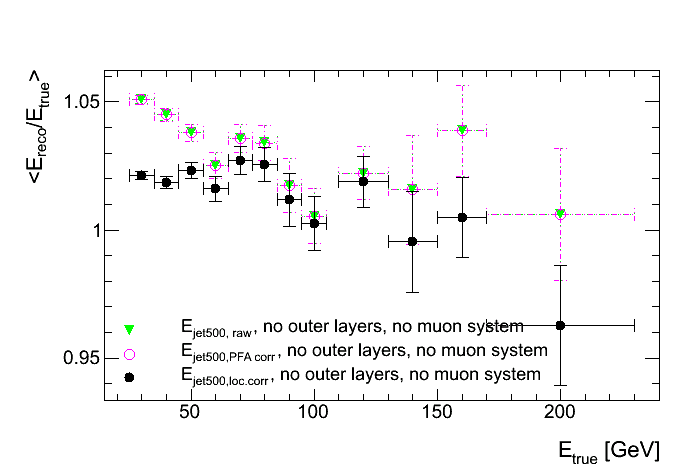 <E_reco/E_true>
1.05
1
0.95
E_jet500, raw, no outer layers, no muon system
E_jet500,PFA corr, no outer layers, no muon system
E_jet500,loc.corr, no outer layers, no muon system
50 100 150 200
E_true [GeV]